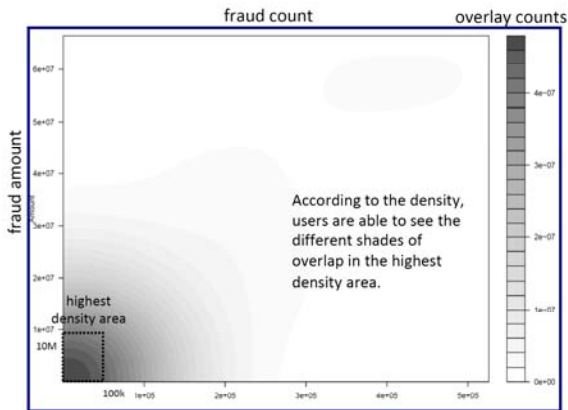 fraud count
overlay counts
6e+07
5e+07
4e+07
3e+07
2e+07
1e+07
10M
fraud amount
Amount
According to the density,
users are able to see the
different shades of
overlap in the highest
density area.
highest
density area
100k
1e+05
2e+05
3e+05
4e+05
5e+05
4e-07
2e-07
1e-07
0e+00